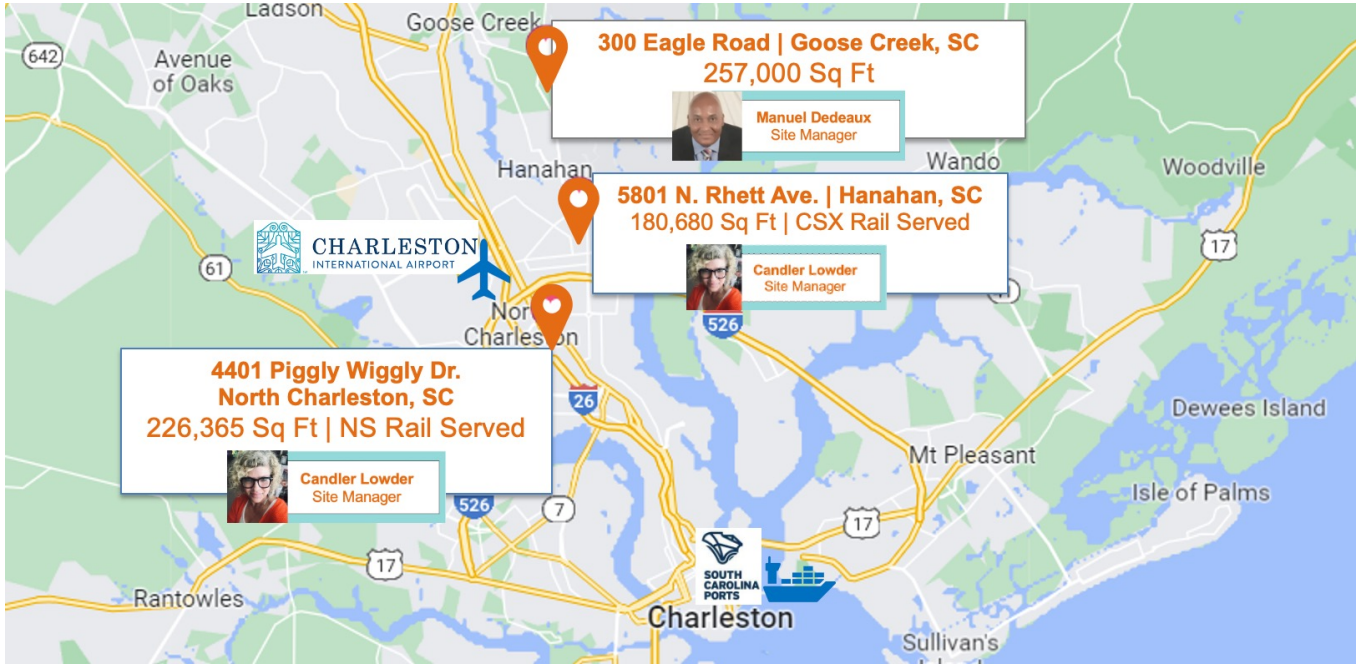 Ladson
Goose Creek
642
Avenue
of Oaks
300 Eagle Road | Goose Creek, SC
257,000 Sq Ft
Manuel Dedeaux
Site Manager
Hanahan
Wando
Woodville
5801 N. Rhett Ave. | Hanahan, SC
180,680 Sq Ft | CSX Rail Served
Candler Lowder
Site Manager
17
61
CHARLESTON
INTERNATIONAL AIRPORT
526
Charleston
4401 Piggly Wiggly Dr.
North Charleston, SC
226,365 Sq Ft | NS Rail Served
Candler Lowder
Site Manager
26
Dewees Island
Mt Pleasant
Isle of Palms
526
7
17
17
SOUTH
CAROLINA
PORTS
Rantowles
Charleston
Sullivan's